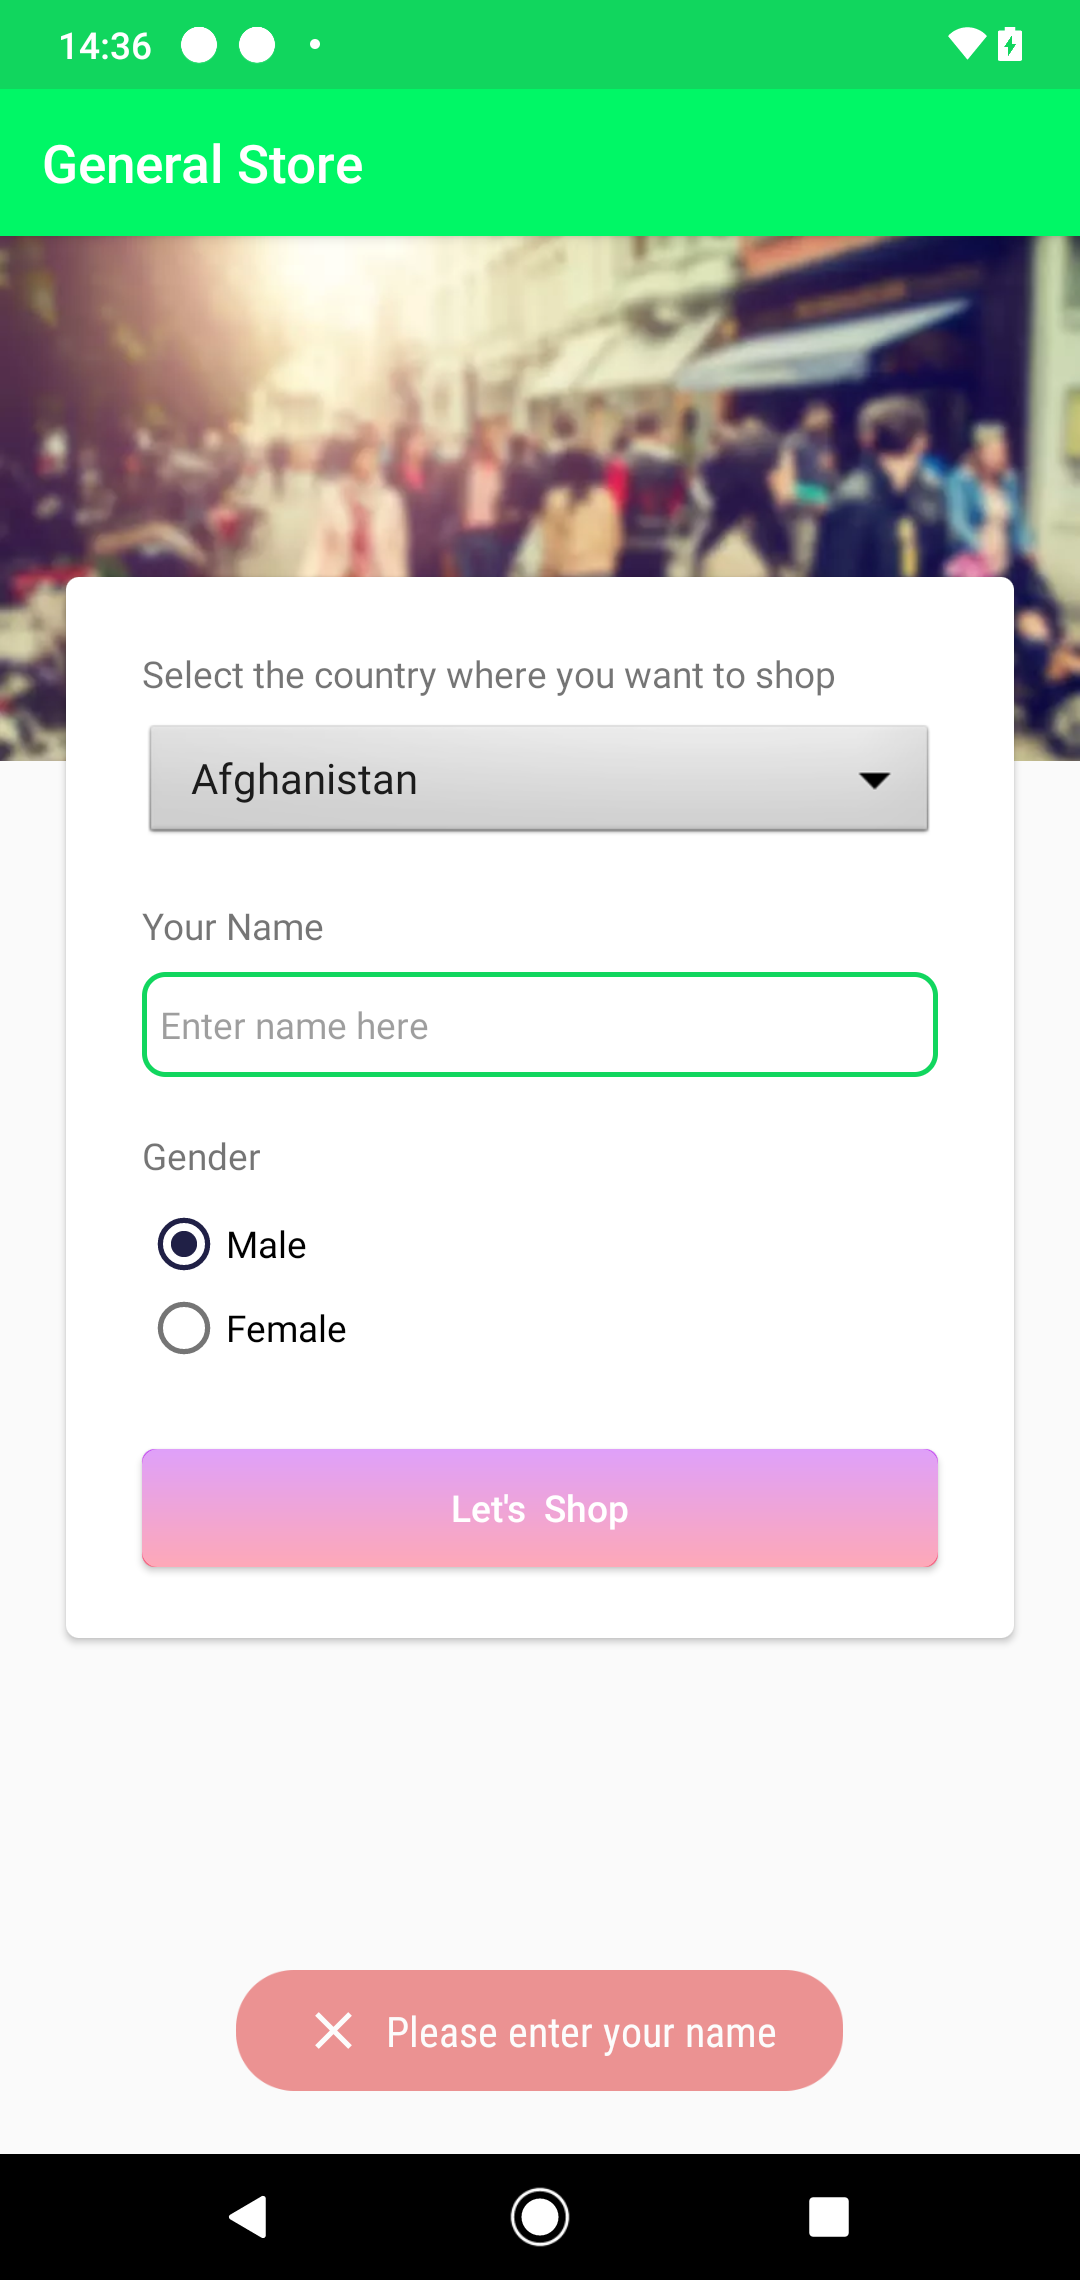 14:36
General Store
Select the country where you want to shop
Afghanistan
Your Name
Enter name here
Gender
Male
Female
Let's Shop
Please enter your name